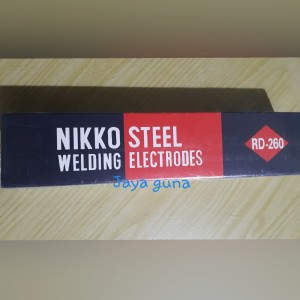 NIKKO STEEL
WELDING ELECTRODES
RD-260
Jaya guna